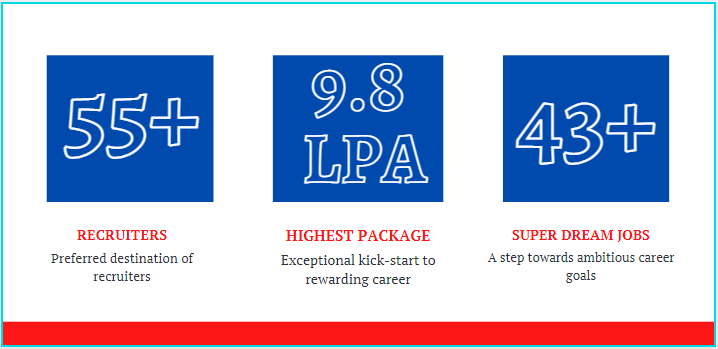 55+
9.8
LPA
43+
RECRUITERS
Preferred destination of
recruiters
HIGHEST PACKAGE
Exceptional kick-start to
rewarding career
SUPER DREAM JOBS
A step towards ambitious career
goals